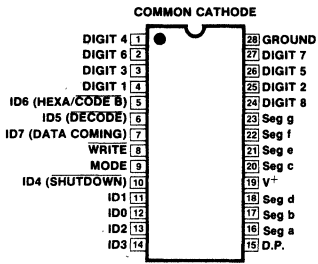 COMMON CATHODE
DIGIT 4 1
DIGIT 6 2
DIGIT 3 3
DIGIT 1 4
ID6 (HEXA/CODE B) 5
ID5 (DECODE) 6
ID7 (DATA COMING) 7
WRITE 8
MODE 9
ID4 (SHUTDOWN) 10
ID1 11
ID0 12
ID2 13
ID3 14
28 GROUND
27 DIGIT 7
26 DIGIT 5
25 DIGIT 2
24 DIGIT 8
23 Seg g
22 Seg f
21 Seg e
20 Seg c
19 V+
18 Seg d
17 Seg b
16 Seg a
15 D.P.